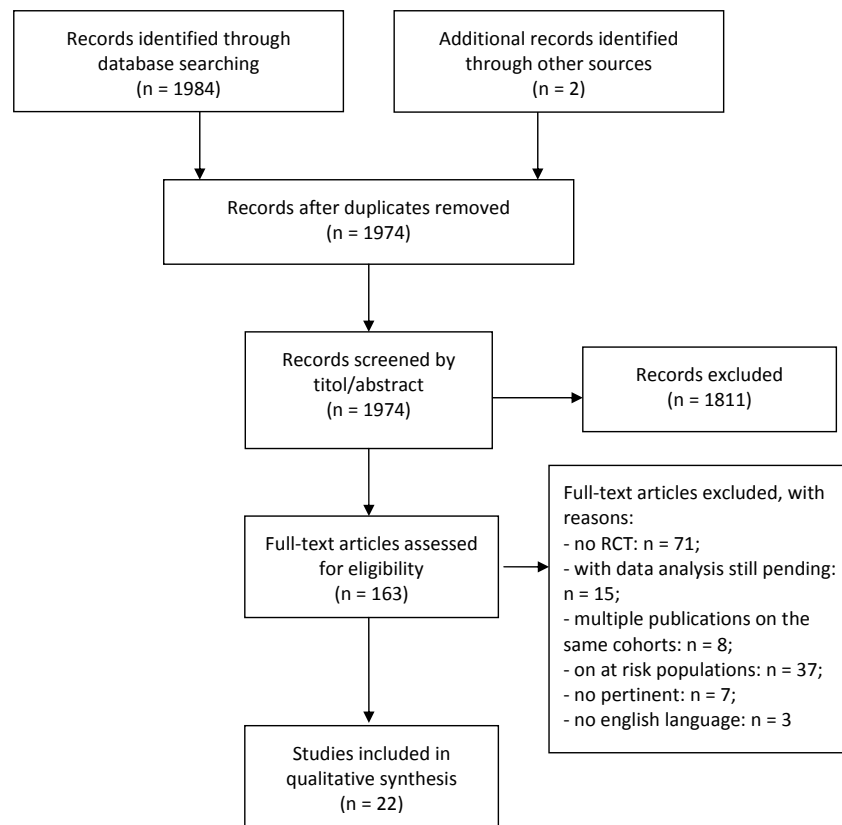 Records identified through
database searching
(n = 1984)
Additional records identified
through other sources
(n = 2)
Records after duplicates removed
(n = 1974)
Records screened by
titol/abstract
(n = 1974)
Records excluded
(n = 1811)
Full-text articles assessed
for eligibility
(n = 163)
Full-text articles excluded, with
reasons:
- no RCT: n = 71;
- with data analysis still pending:
n = 15;
- multiple publications on the
same cohorts: n = 8;
- on at risk populations: n = 37;
- no pertinent: n = 7;
- no english language: n = 3
Studies included in
qualitative synthesis
(n = 22)